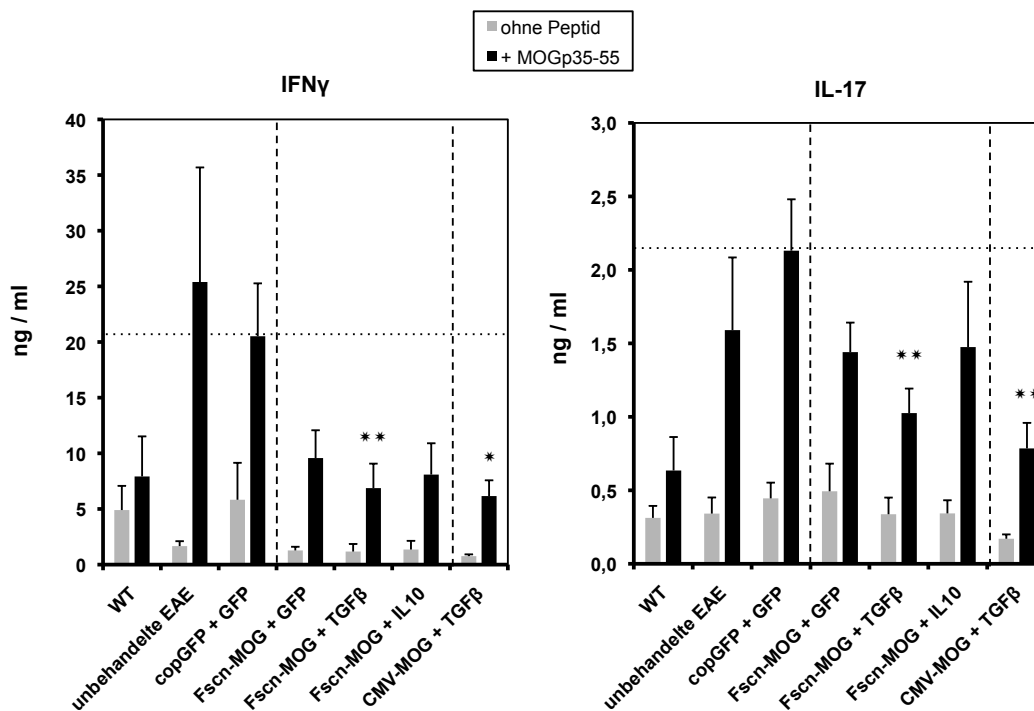 ohne Peptid
+ MOGp35-55
IFNγ
40
35
30
25
20
15
10
5
0
ng / ml
WT
unbehandelte EAE
copGFP + GFP
Fscn-MOG + GFP
Fscn-MOG + TGFβ
Fscn-MOG + IL10
CMV-MOG + TGFβ
✶✶
✶
IL-17
3,0
2,5
2,0
1,5
1,0
0,5
0,0
ng / ml
WT
unbehandelte EAE
copGFP + GFP
Fscn-MOG + GFP
Fscn-MOG + TGFβ
Fscn-MOG + IL10
CMV-MOG + TGFβ
✶✶
✶✶